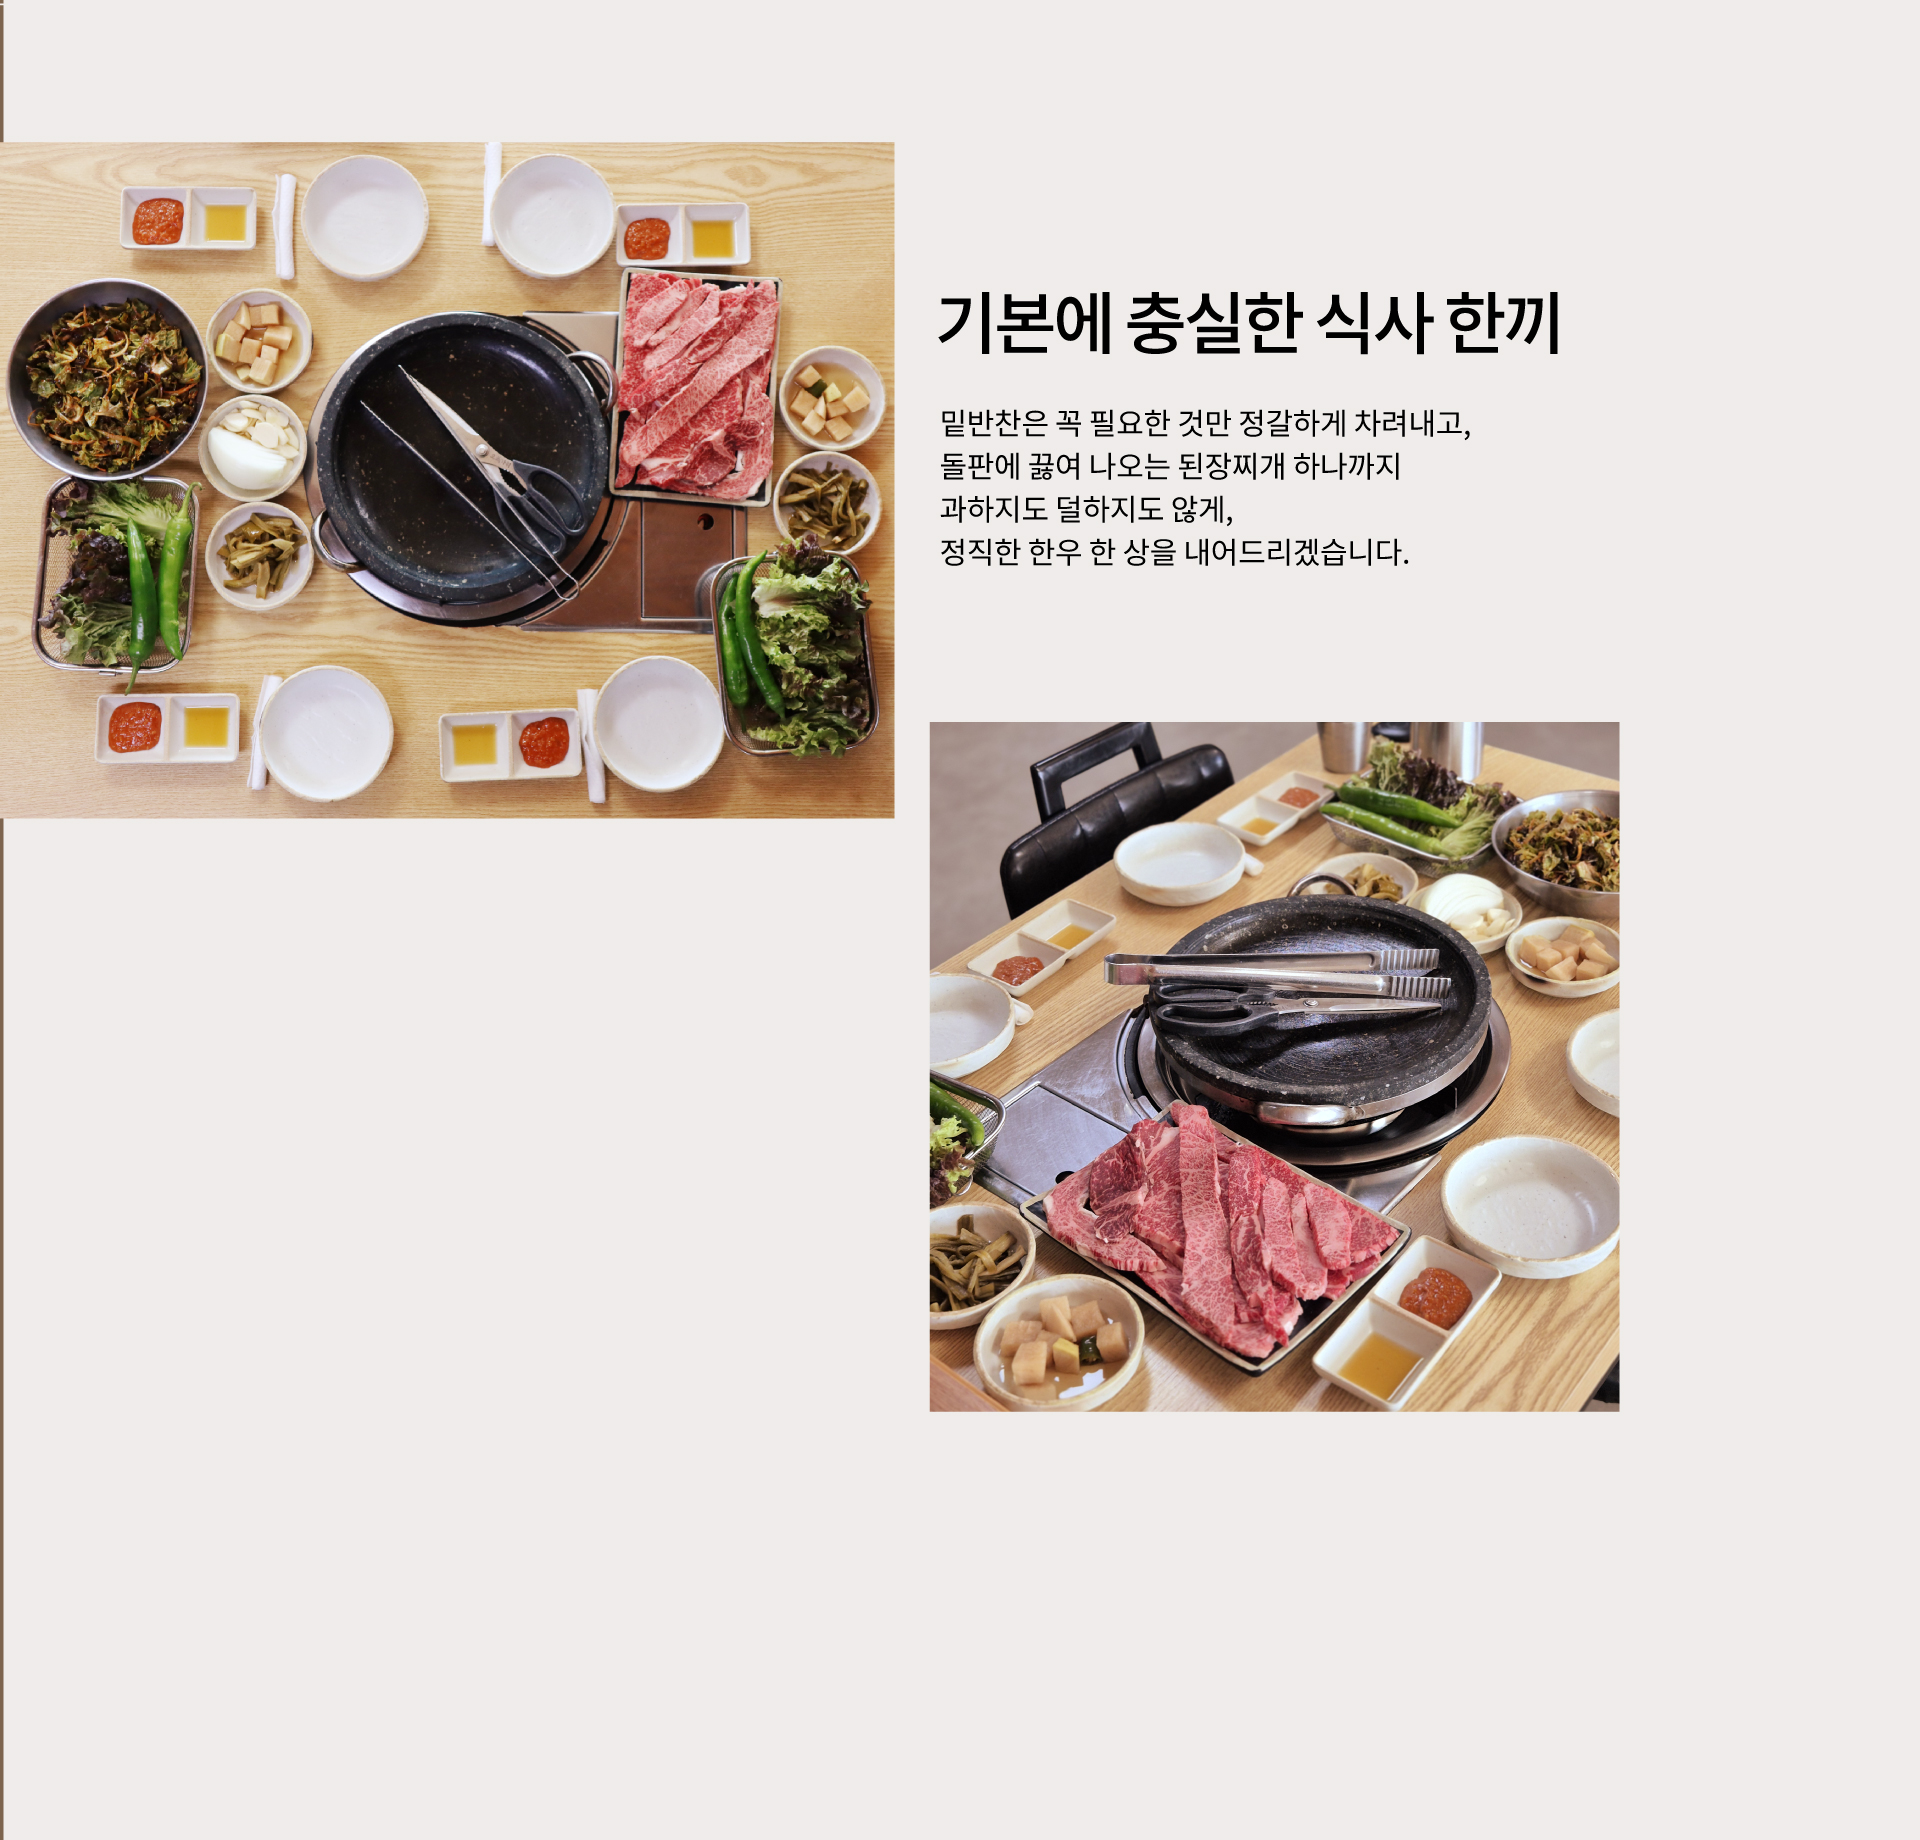 기본에 충실한 식사 한끼
밑반찬은 꼭 필요한 것만 정갈하게 차려내고,
돌판에 끓여 나오는 된장찌개 하나까지
과하지도 덜하지도 않게,
정직한 한우 한 상을 내어드리겠습니다.